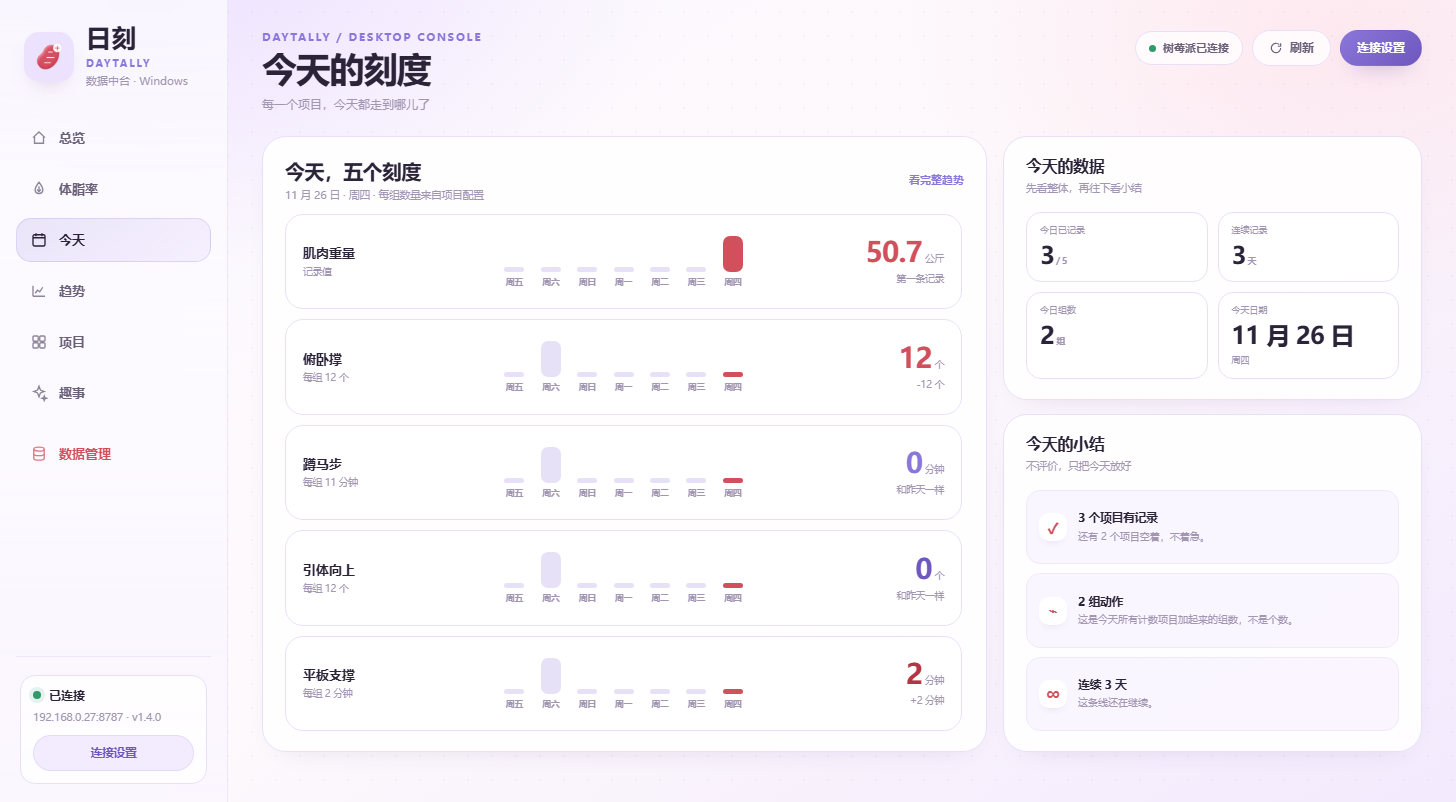 日刻
DAYTALLY
数据中台 · Windows
总览
体脂率
今天
趋势
项目
趣事
数据管理
已连接
192.168.0.27:8787 · v1.4.0
连接设置
DAYTALLY / DESKTOP CONSOLE
今天的刻度
每一个项目，今天都走到哪儿了
树莓派已连接
刷新
连接设置
今天，五个刻度
11 月 26 日 · 周四 · 每组数量来自项目配置
看完整趋势
肌肉重量
记录值
周五 周六 周日 周一 周二 周三 周四
50.7 公斤
第一条记录
俯卧撑
每组 12 个
周五 周六 周日 周一 周二 周三 周四
12 个
-12 个
蹲马步
每组 11 分钟
周五 周六 周日 周一 周二 周三 周四
0 分钟
和昨天一样
引体向上
每组 12 个
周五 周六 周日 周一 周二 周三 周四
0 个
和昨天一样
平板支撑
每组 2 分钟
周五 周六 周日 周一 周二 周三 周四
2 分钟
+2 分钟
今天的数据
先看整体，再往下看小结
今日已记录
3 / 5
连续记录
3 天
今日组数
2 组
今天日期
11 月 26 日
周四
今天的小结
不评价，只把今天放好
3 个项目有记录
还有 2 个项目空着，不着急。
2 组动作
这是今天所有计数项目加起来的组数，不是个数。
连续 3 天
这条线还在继续。